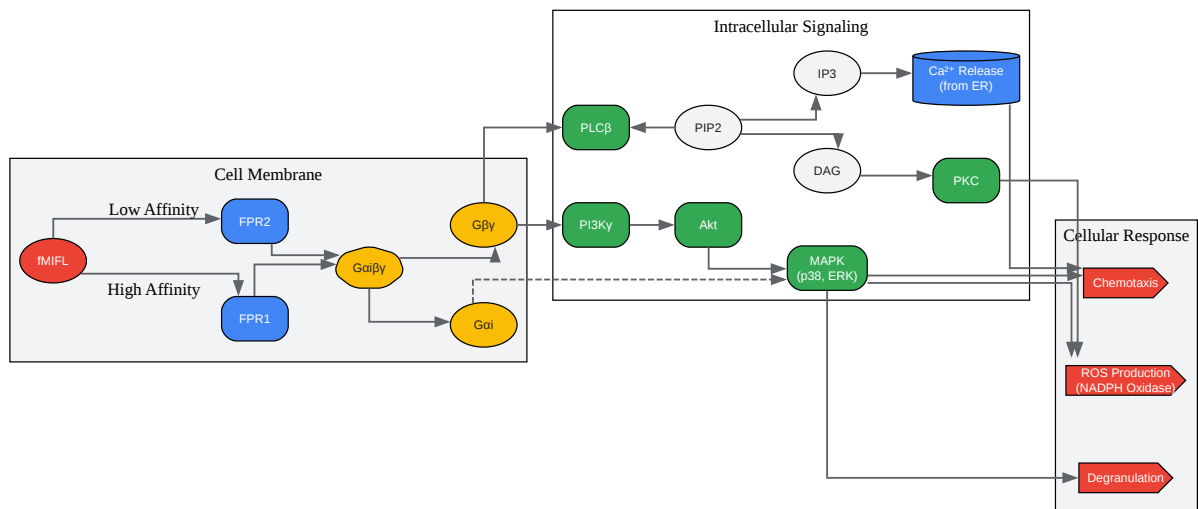 Intracellular Signaling
IP3
Ca²⁺ Release
(from ER)
PLCβ
PIP2
DAG
PKC
Cell Membrane
Low Affinity
FPR2
fMIFL
High Affinity
FPR1
Gαiβγ
Gβγ
Gαi
PI3Kγ
Akt
MAPK
(p38, ERK)
Cellular Response
Chemotaxis
ROS Production
(NADPH Oxidase)
Degranulation